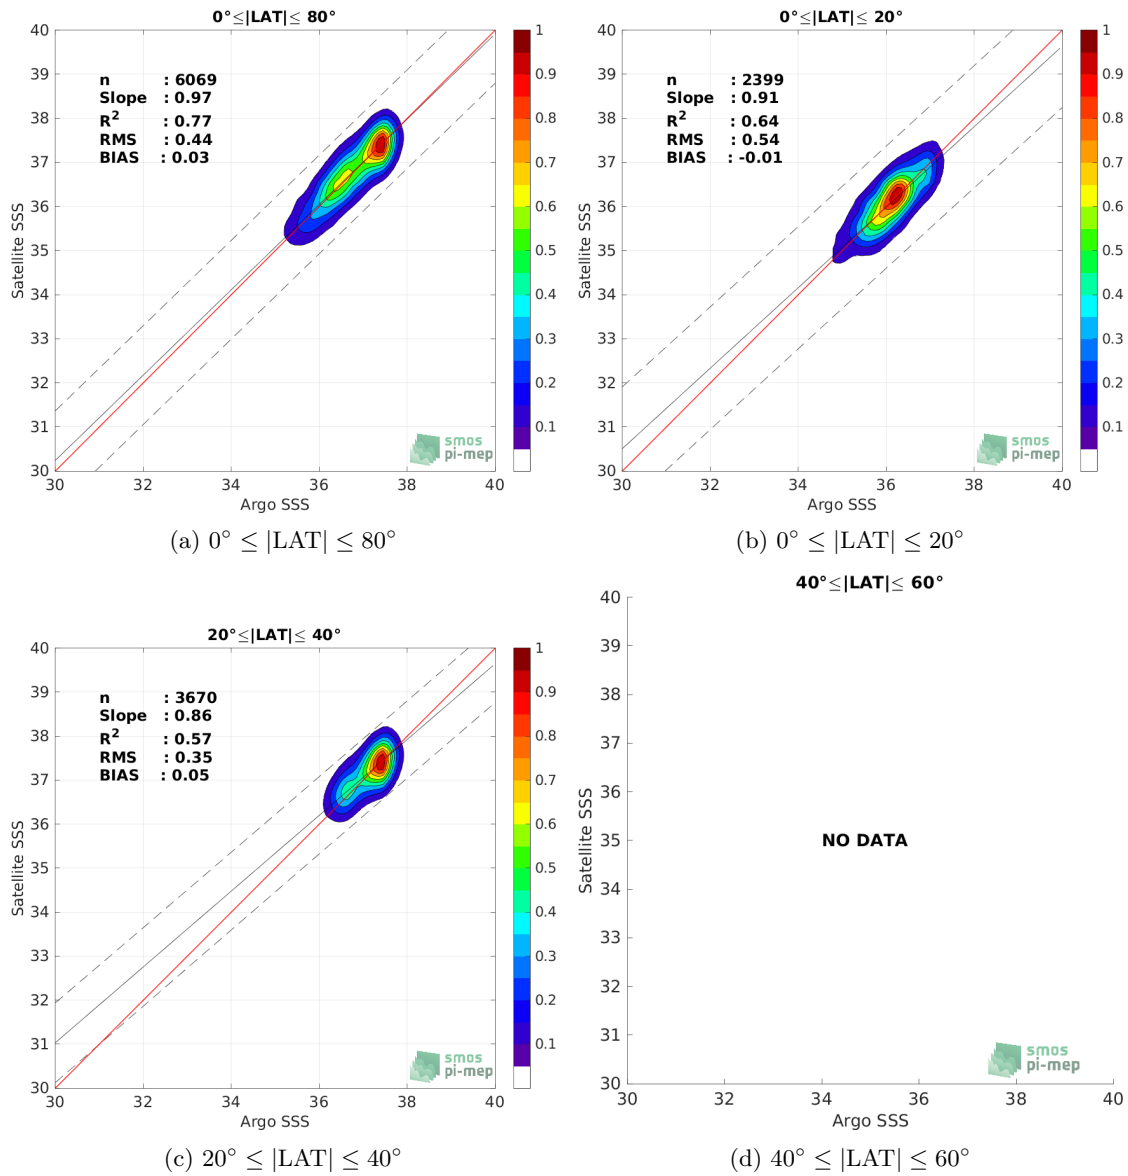 0°≤|LAT|≤ 80°
40
39
38
37
36
35
34
33
32
31
30
Satellite SSS
n : 6069
Slope : 0.97
R² : 0.77
RMS : 0.44
BIAS : 0.03
smos
pi-mep
30 32 34 36 38 40
Argo SSS
1
0.9
0.8
0.7
0.6
0.5
0.4
0.3
0.2
0.1
(a) 0° ≤ |LAT| ≤ 80°
0°≤|LAT|≤ 20°
40
39
38
37
36
35
34
33
32
31
30
Satellite SSS
n : 2399
Slope : 0.91
R² : 0.64
RMS : 0.54
BIAS : -0.01
smos
pi-mep
30 32 34 36 38 40
Argo SSS
1
0.9
0.8
0.7
0.6
0.5
0.4
0.3
0.2
0.1
(b) 0° ≤ |LAT| ≤ 20°
20°≤|LAT|≤ 40°
40
39
38
37
36
35
34
33
32
31
30
Satellite SSS
n : 3670
Slope : 0.86
R² : 0.57
RMS : 0.35
BIAS : 0.05
smos
pi-mep
30 32 34 36 38 40
Argo SSS
1
0.9
0.8
0.7
0.6
0.5
0.4
0.3
0.2
0.1
(c) 20° ≤ |LAT| ≤ 40°
40°≤|LAT|≤ 60°
40
39
38
37
36
35
34
33
32
31
30
Satellite SSS
NO DATA
smos
pi-mep
30 32 34 36 38 40
Argo SSS
(d) 40° ≤ |LAT| ≤ 60°